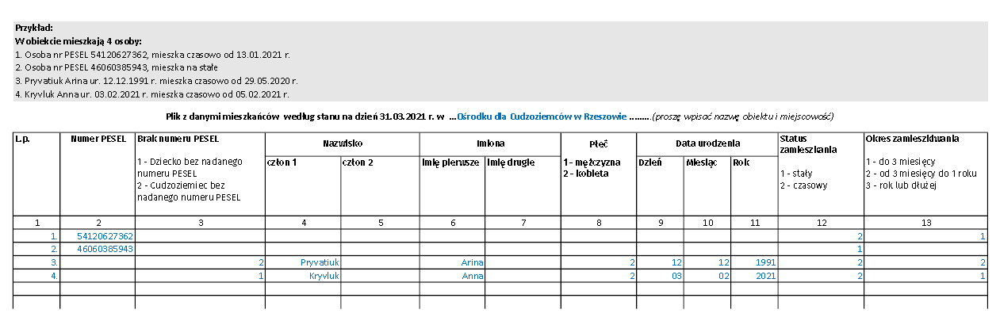 Przykład:
W obiekcie mieszkają 4 osoby:
1. Osoba nr PESEL 54120627362, mieszka czasowo od 13.01.2021 r.
2. Osoba nr PESEL 46060385943, mieszka na stałe
3. Pryvatiuk Arina ur. 12.12.1991 r. mieszka czasowo od 29.05.2020 r.
4. Kryvluk Anna ur. 03.02.2021 r. mieszka czasowo od 05.02.2021 r.
Plik z danymi mieszkańców według stanu na dzień 31.03.2021 r. w ...Ośrodku dla Cudzoziemców w Rzeszowie .........(proszę wpisać nazwę obiektu i miejscowość)
L.p. Numer PESEL Brak numeru PESEL Nazwisko Imiona Płeć Data urodzenia Status zamieszkania Okres zamieszkiwania
1 - Dziecko bez nadanego numeru PESEL
2 - Cudzoziemiec bez nadanego numeru PESEL
człon 1 człon 2 Imię pierwsze Imię drugie
1 - mężczyzna
2 - kobieta
Dzień Miesiąc Rok
1 - stały
2 - czasowy
1 - do 3 miesięcy
2 - od 3 miesięcy do 1 roku
3 - rok lub dłużej
1 2 3 4 5 6 7 8 9 10 11 12 13
1. 54120627362 2 1
2. 46060385943 1
3. 2 Pryvatiuk Arina 2 12 12 1991 2 2
4. 1 Kryvluk Anna 2 03 02 2021 2 1